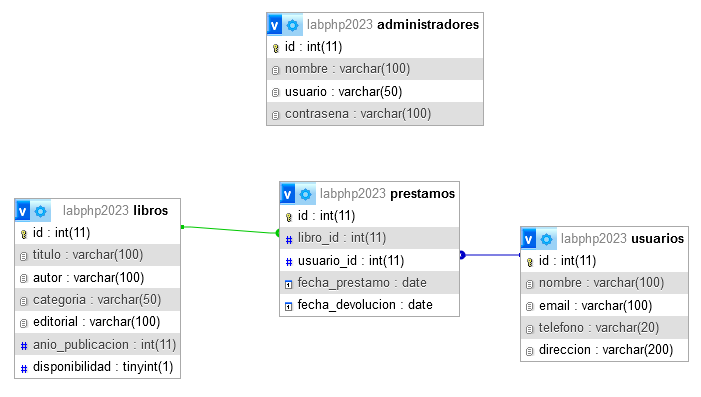 v labphp2023 administradores
id : int(11)
nombre : varchar(100)
usuario : varchar(50)
contrasena : varchar(100)
v labphp2023 libros
id : int(11)
titulo : varchar(100)
autor : varchar(100)
categoria : varchar(50)
editorial : varchar(100)
# anio_publicacion : int(11)
# disponibilidad : tinyint(1)
v labphp2023 prestamos
id : int(11)
# libro_id : int(11)
# usuario_id : int(11)
fecha_prestamo : date
fecha_devolucion : date
v labphp2023 usuarios
id : int(11)
nombre : varchar(100)
email : varchar(100)
telefono : varchar(20)
direccion : varchar(200)